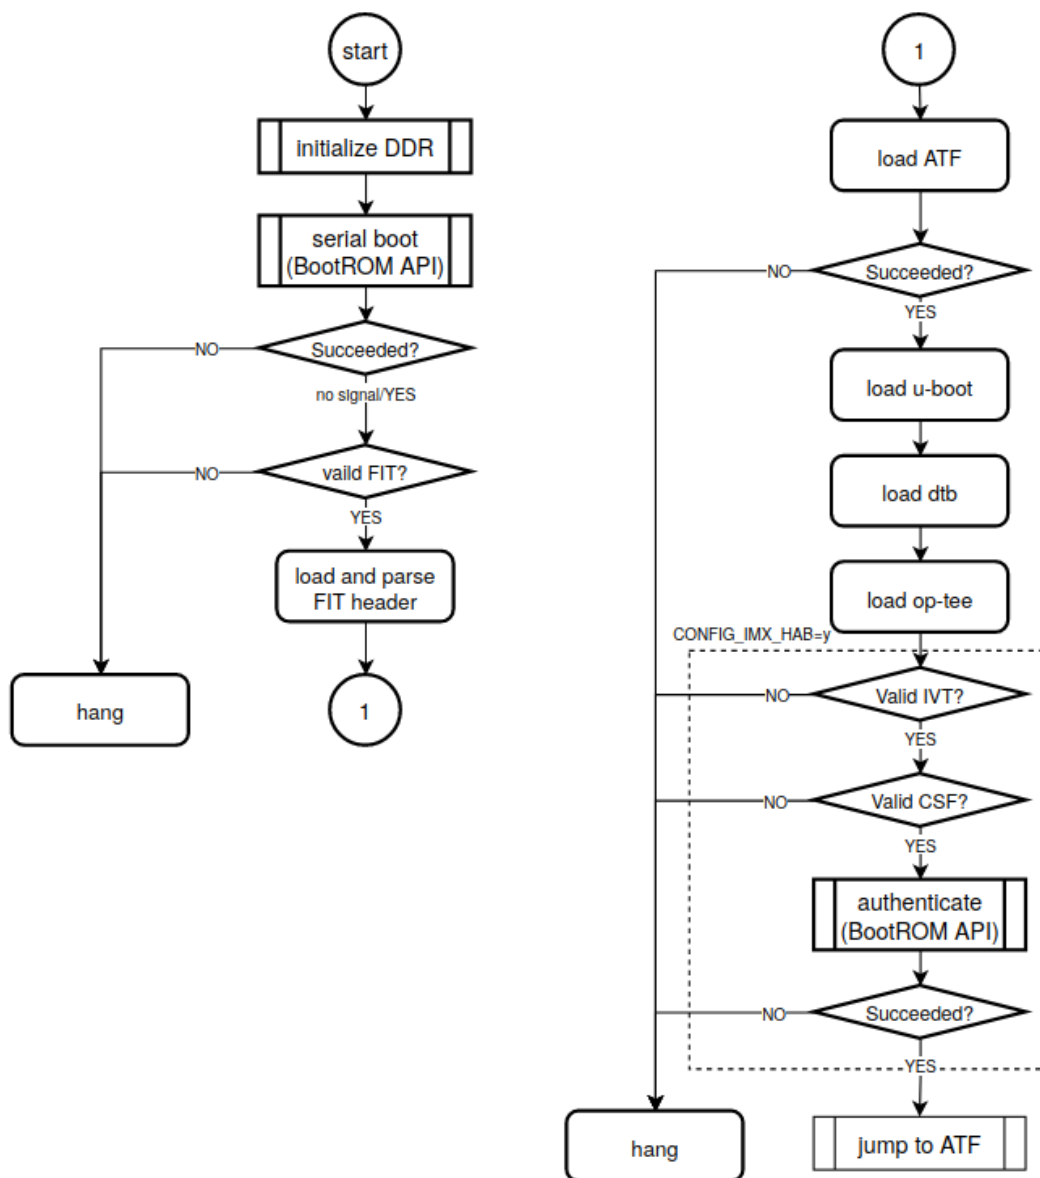 start
initialize DDR
serial boot
(BootROM API)
Succeeded?
NO
no signal/YES
vaild FIT?
NO
YES
load and parse
FIT header
hang
1
1
load ATF
Succeeded?
NO
YES
load u-boot
load dtb
load op-tee
CONFIG_IMX_HAB=y
Valid IVT?
NO
YES
Valid CSF?
NO
YES
authenticate
(BootROM API)
Succeeded?
NO
YES
hang
jump to ATF